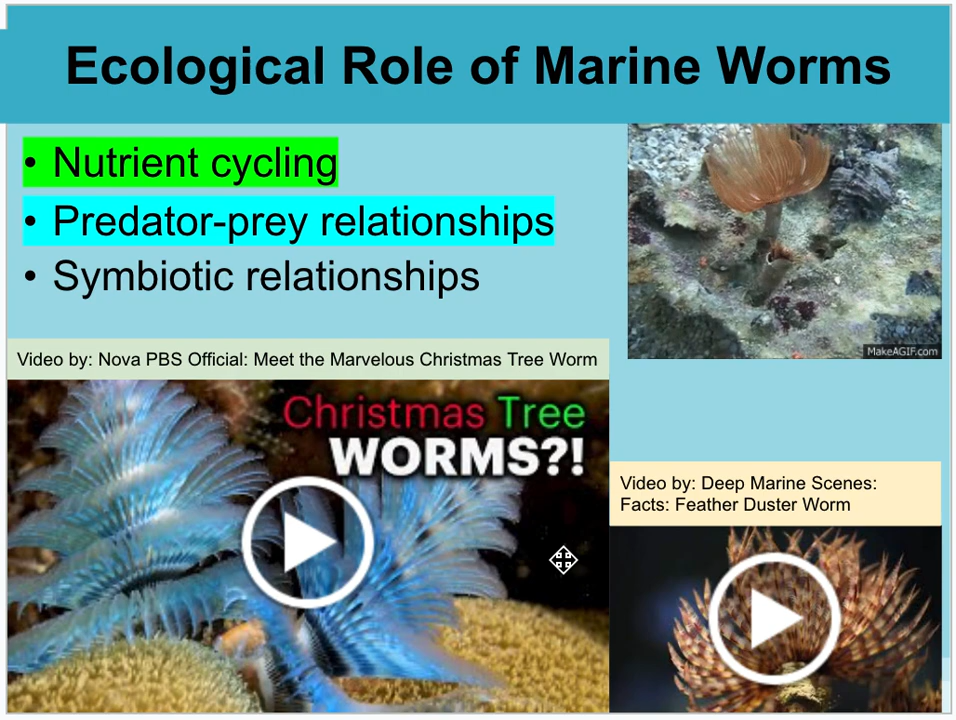 Ecological Role of Marine Worms
• Nutrient cycling
• Predator-prey relationships
• Symbiotic relationships
MakeAGIF.com
Video by: Nova PBS Official: Meet the Marvelous Christmas Tree Worm
Christmas Tree
WORMS?!
Video by: Deep Marine Scenes:
Facts: Feather Duster Worm